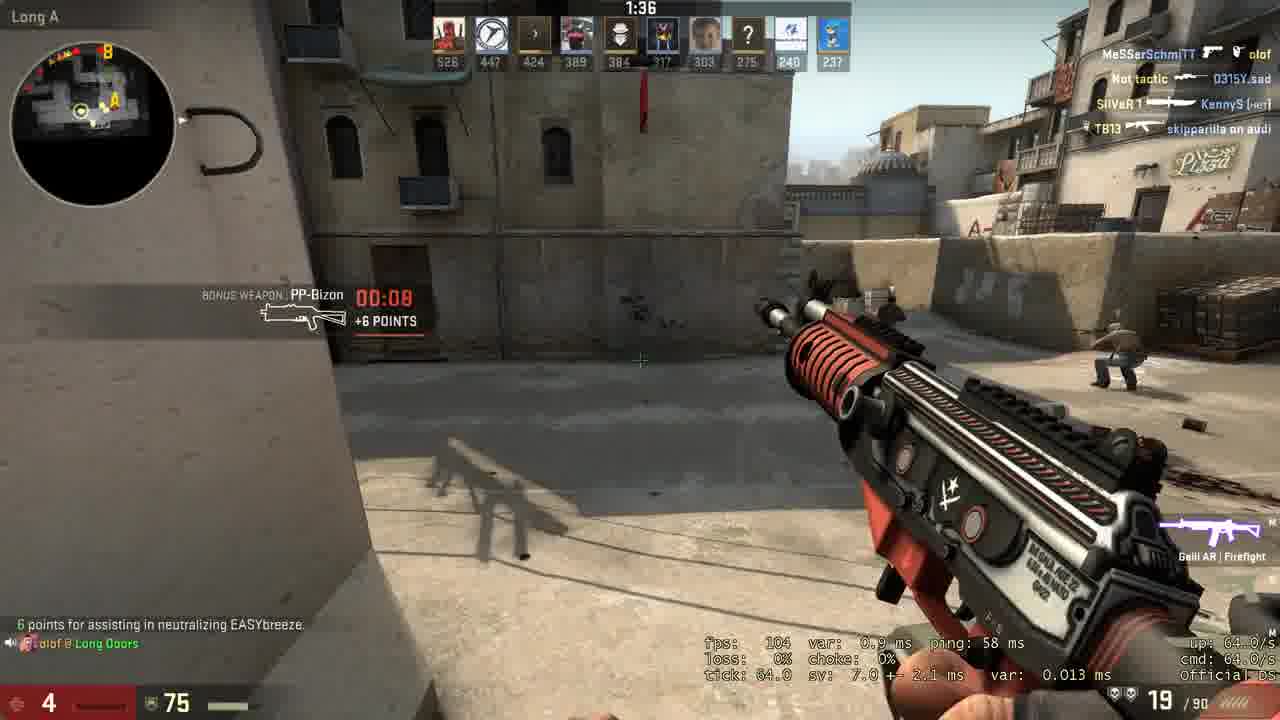 Long A
1:36
526 447 424 389 384 317 303 275 240 237
MeSSerSchmiTT olof
Not tactic 0315Y.sad
SilVeR 1 KennyS
TB13 skipparilla on audi
B
A
Pizza
A
BONUS WEAPON: PP-Bizon
00:08
+6 POINTS
Galil AR | Firefight
6 points for assisting in neutralizing EASYbreeze.
olof @ Long Doors
fps: 104 var: 0.9 ms ping: 58 ms
loss: 0% choke: 0%
tick: 64.0 sv: 7.0 +- 2.1 ms var: 0.013 ms
up: 64.0/s
cmd: 64.0/s
Official DS
4
75
19 / 90